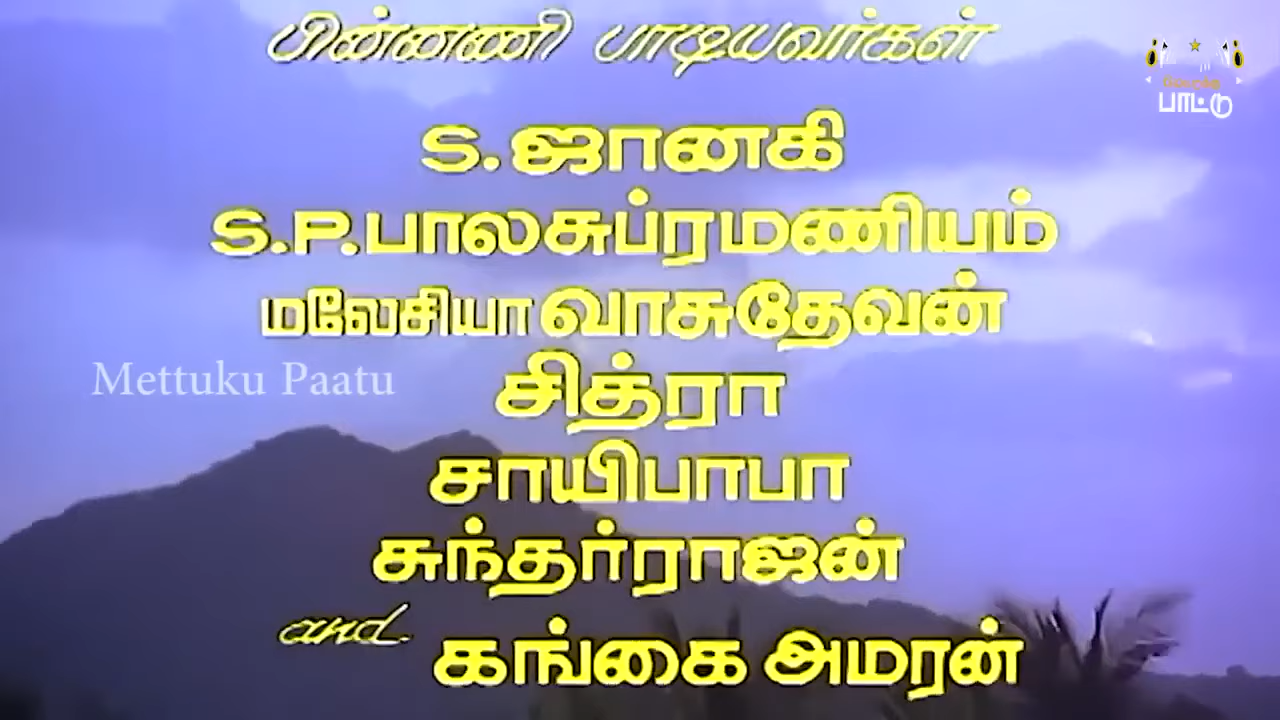 பின்னணி பாடியவர்கள்
S. ஜானகி
S.P. பாலசுப்ரமணியம்
மலேசியா வாசுதேவன்
Mettuku Paatu
சித்ரா
சாயிபாபா
சுந்தர்ராஜன்
and கங்கை அமரன்
பாட்டு